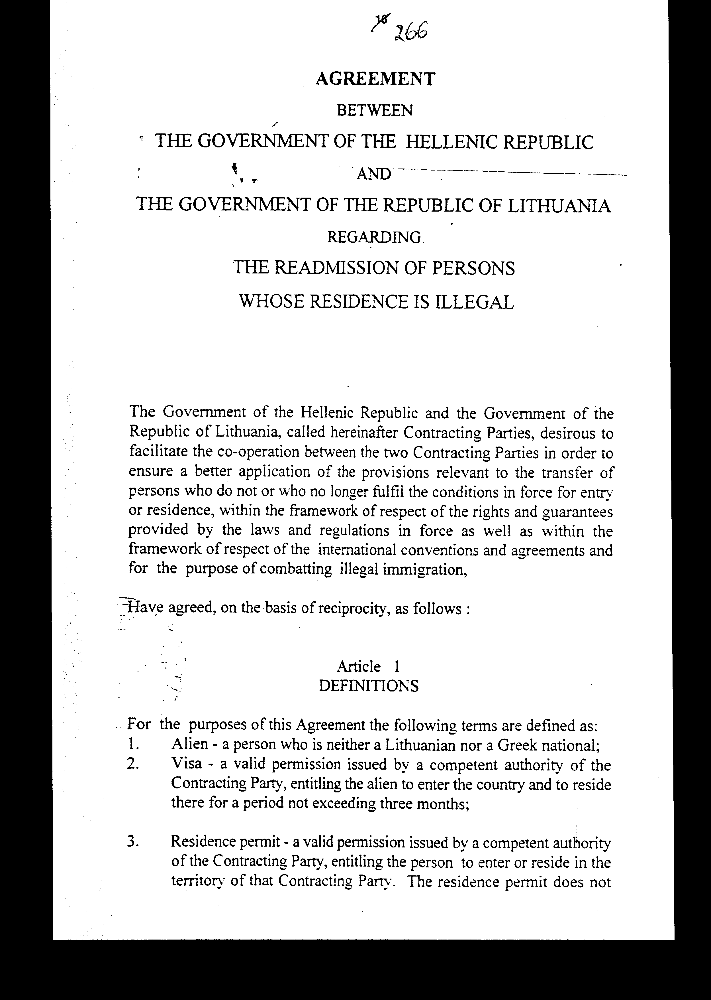 16 266
AGREEMENT
BETWEEN
THE GOVERNMENT OF THE HELLENIC REPUBLIC
AND
THE GOVERNMENT OF THE REPUBLIC OF LITHUANIA
REGARDING
THE READMISSION OF PERSONS
WHOSE RESIDENCE IS ILLEGAL
The Government of the Hellenic Republic and the Government of the
Republic of Lithuania, called hereinafter Contracting Parties, desirous to
facilitate the co-operation between the two Contracting Parties in order to
ensure a better application of the provisions relevant to the transfer of
persons who do not or who no longer fulfil the conditions in force for entry
or residence, within the framework of respect of the rights and guarantees
provided by the laws and regulations in force as well as within the
framework of respect of the international conventions and agreements and
for the purpose of combatting illegal immigration,
Have agreed, on the basis of reciprocity, as follows :
Article 1
DEFINITIONS
For the purposes of this Agreement the following terms are defined as:
1. Alien - a person who is neither a Lithuanian nor a Greek national;
2. Visa - a valid permission issued by a competent authority of the
Contracting Party, entitling the alien to enter the country and to reside
there for a period not exceeding three months;
3. Residence permit - a valid permission issued by a competent authority
of the Contracting Party, entitling the person to enter or reside in the
territory of that Contracting Party. The residence permit does not